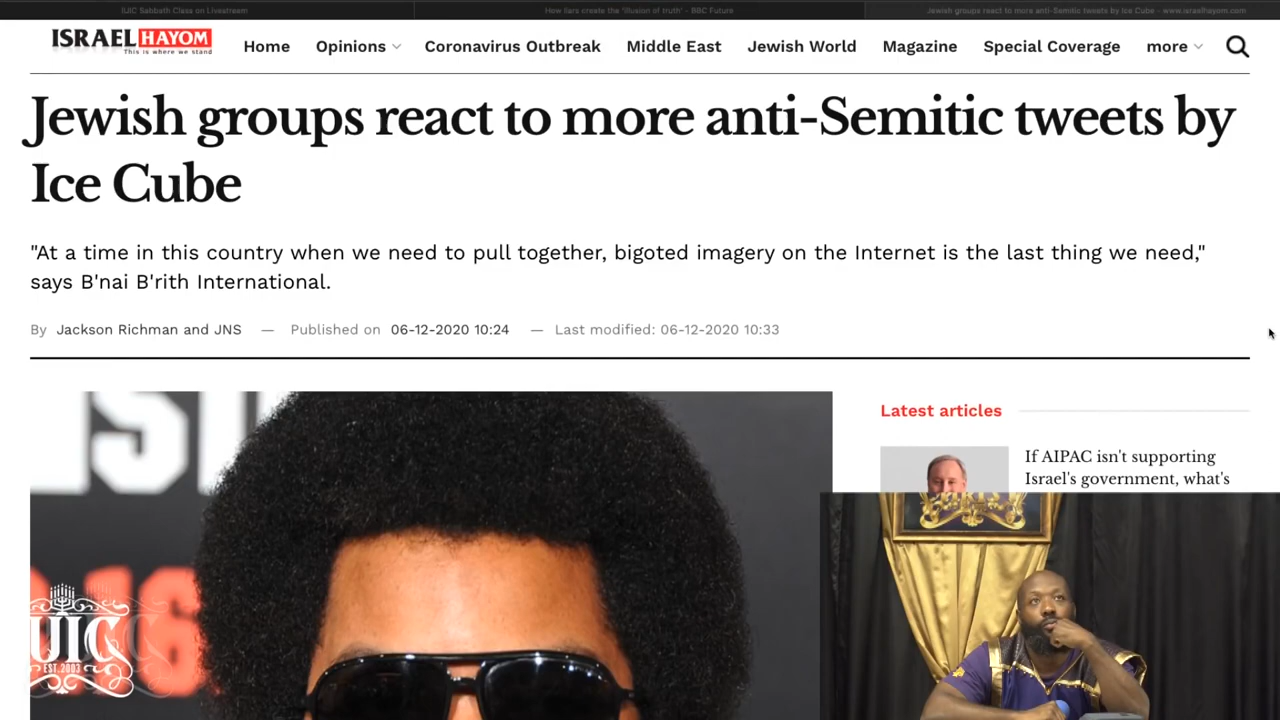 IUIC Sabbath Class on Livestream
How liars create the 'illusion of truth' - BBC Future
Jewish groups react to more anti-Semitic tweets by Ice Cube - www.israelhayom.com
ISRAEL HAYOM
This is where we stand
Home
Opinions
Coronavirus Outbreak
Middle East
Jewish World
Magazine
Special Coverage
more
Jewish groups react to more anti-Semitic tweets by
Ice Cube
"At a time in this country when we need to pull together, bigoted imagery on the Internet is the last thing we need,"
says B'nai B'rith International.
By Jackson Richman and JNS — Published on 06-12-2020 10:24 — Last modified: 06-12-2020 10:33
Latest articles
If AIPAC isn't supporting
Israel's government, what's
IUIC
EST. 2003